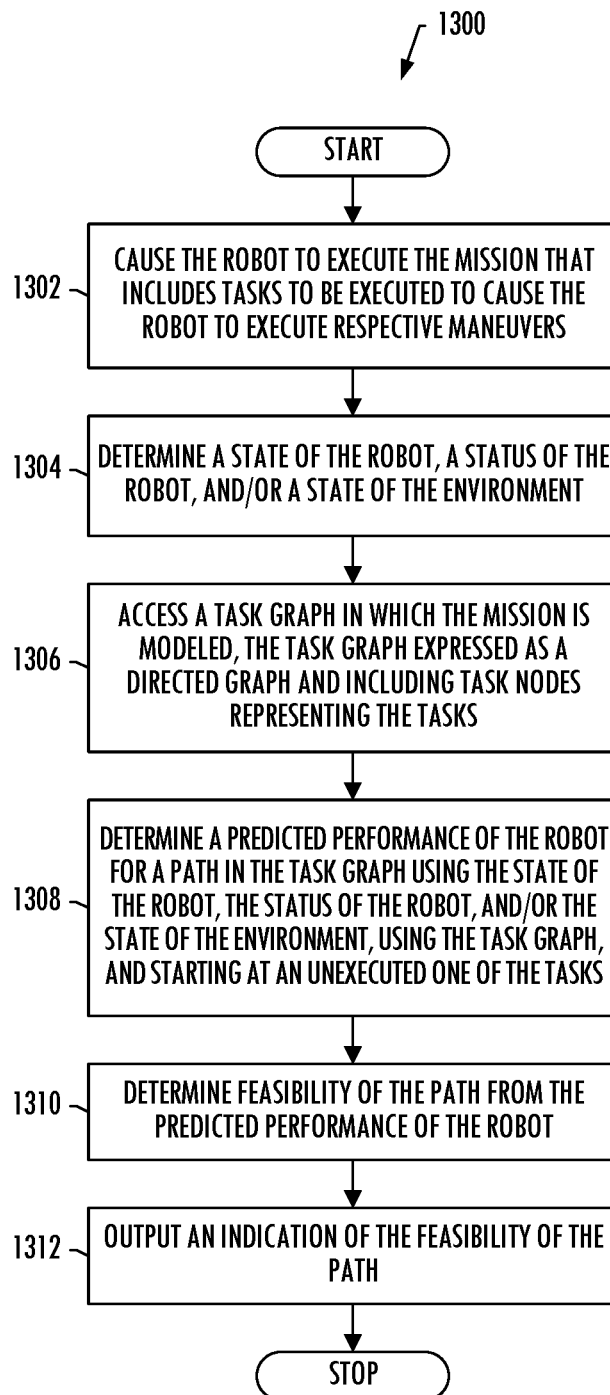 1300
START
CAUSE THE ROBOT TO EXECUTE THE MISSION THAT
INCLUDES TASKS TO BE EXECUTED TO CAUSE THE
ROBOT TO EXECUTE RESPECTIVE MANEUVERS
1302
DETERMINE A STATE OF THE ROBOT, A STATUS OF THE
ROBOT, AND/OR A STATE OF THE ENVIRONMENT
1304
ACCESS A TASK GRAPH IN WHICH THE MISSION IS
MODELED, THE TASK GRAPH EXPRESSED AS A
DIRECTED GRAPH AND INCLUDING TASK NODES
REPRESENTING THE TASKS
1306
DETERMINE A PREDICTED PERFORMANCE OF THE ROBOT
FOR A PATH IN THE TASK GRAPH USING THE STATE OF
THE ROBOT, THE STATUS OF THE ROBOT, AND/OR THE
STATE OF THE ENVIRONMENT, USING THE TASK GRAPH,
AND STARTING AT AN UNEXECUTED ONE OF THE TASKS
1308
DETERMINE FEASIBILITY OF THE PATH FROM THE
PREDICTED PERFORMANCE OF THE ROBOT
1310
OUTPUT AN INDICATION OF THE FEASIBILITY OF THE
PATH
1312
STOP